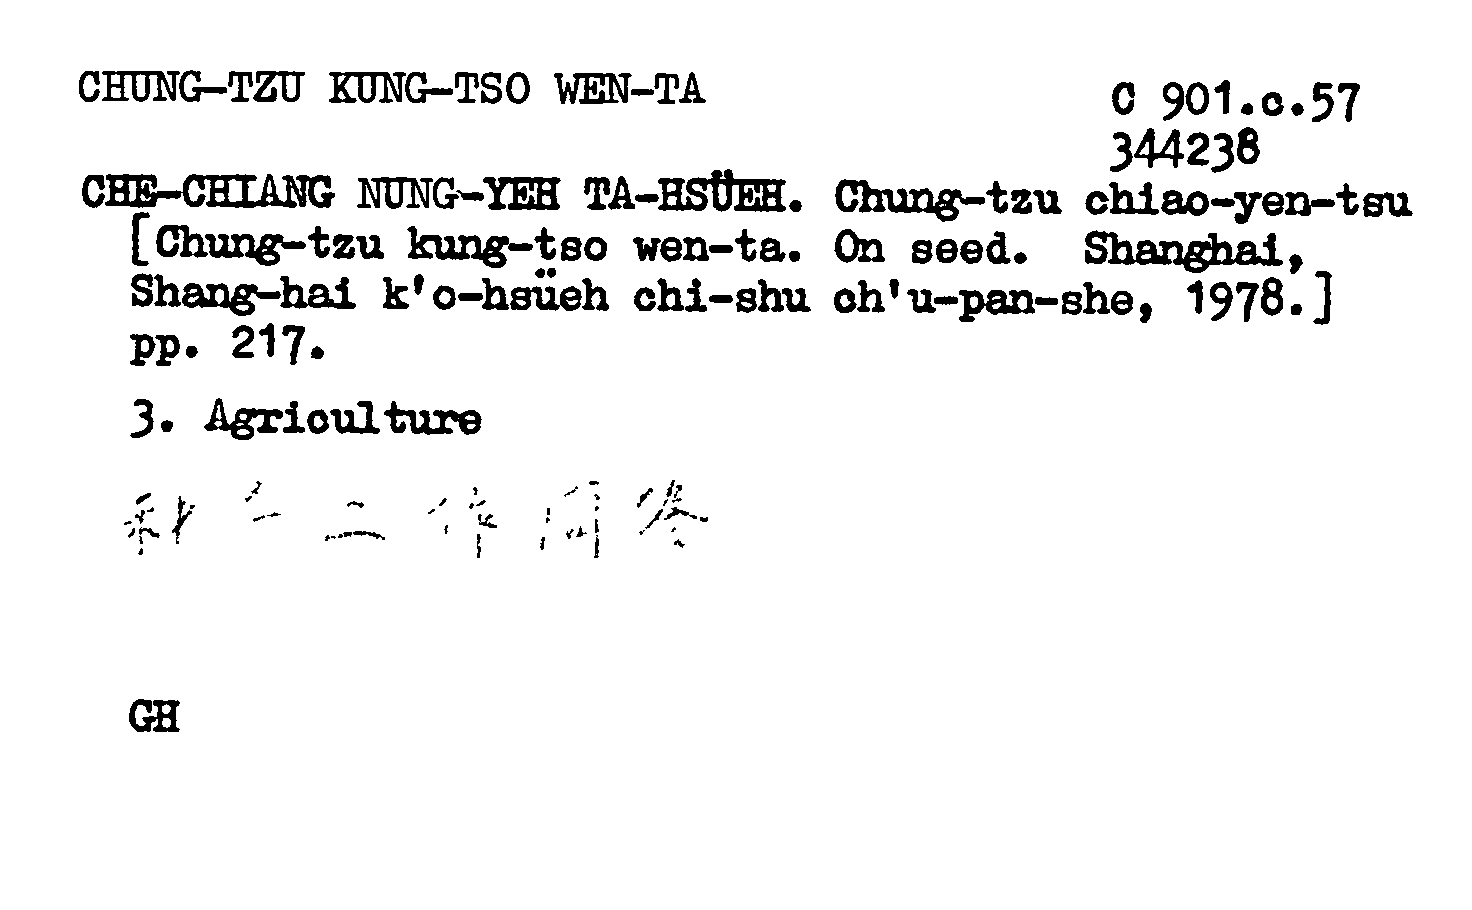 CHUNG-TZU KUNG-TSO WEN-TA
C 901.c.57
344238
CHE-CHIANG NUNG-YEH TA-HSÜEH. Chung-tzu chiao-yen-tsu
[Chung-tzu kung-tso wen-ta. On seed. Shanghai,
Shang-hai k'o-hsüeh chi-shu ch'u-pan-she, 1978.]
pp. 217.
3. Agriculture
种子工作问答
GH